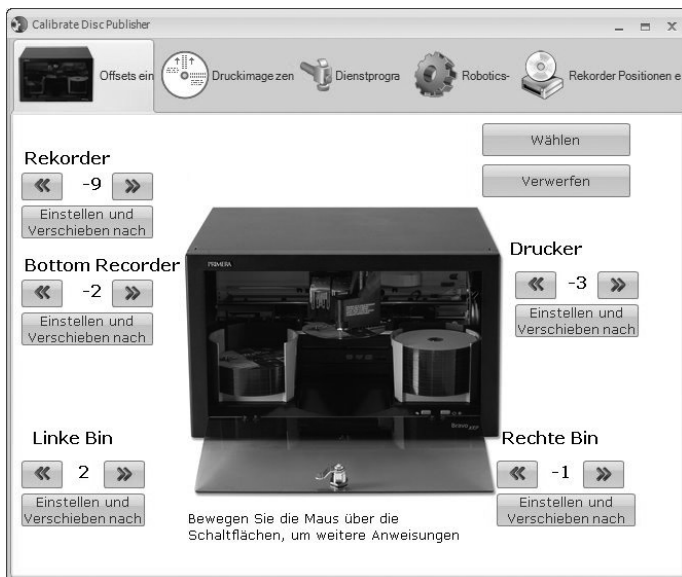 Calibrate Disc Publisher
Offsets ein
Druckimage zen
Dienstprogra
Robotics-
Rekorder Positionen e
Wählen
Verwerfen
Rekorder
-9
Einstellen und
Verschieben nach
Bottom Recorder
-2
Einstellen und
Verschieben nach
Drucker
-3
Einstellen und
Verschieben nach
PRIMERA
Bravo XRP
Linke Bin
2
Einstellen und
Verschieben nach
Rechte Bin
-1
Einstellen und
Verschieben nach
Bewegen Sie die Maus über die
Schaltflächen, um weitere Anweisungen